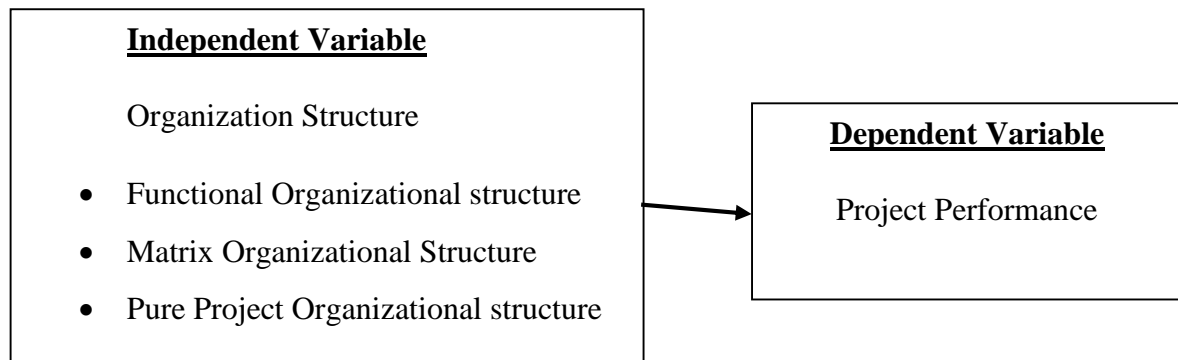 Independent Variable
Organization Structure
• Functional Organizational structure
• Matrix Organizational Structure
• Pure Project Organizational structure
Dependent Variable
Project Performance